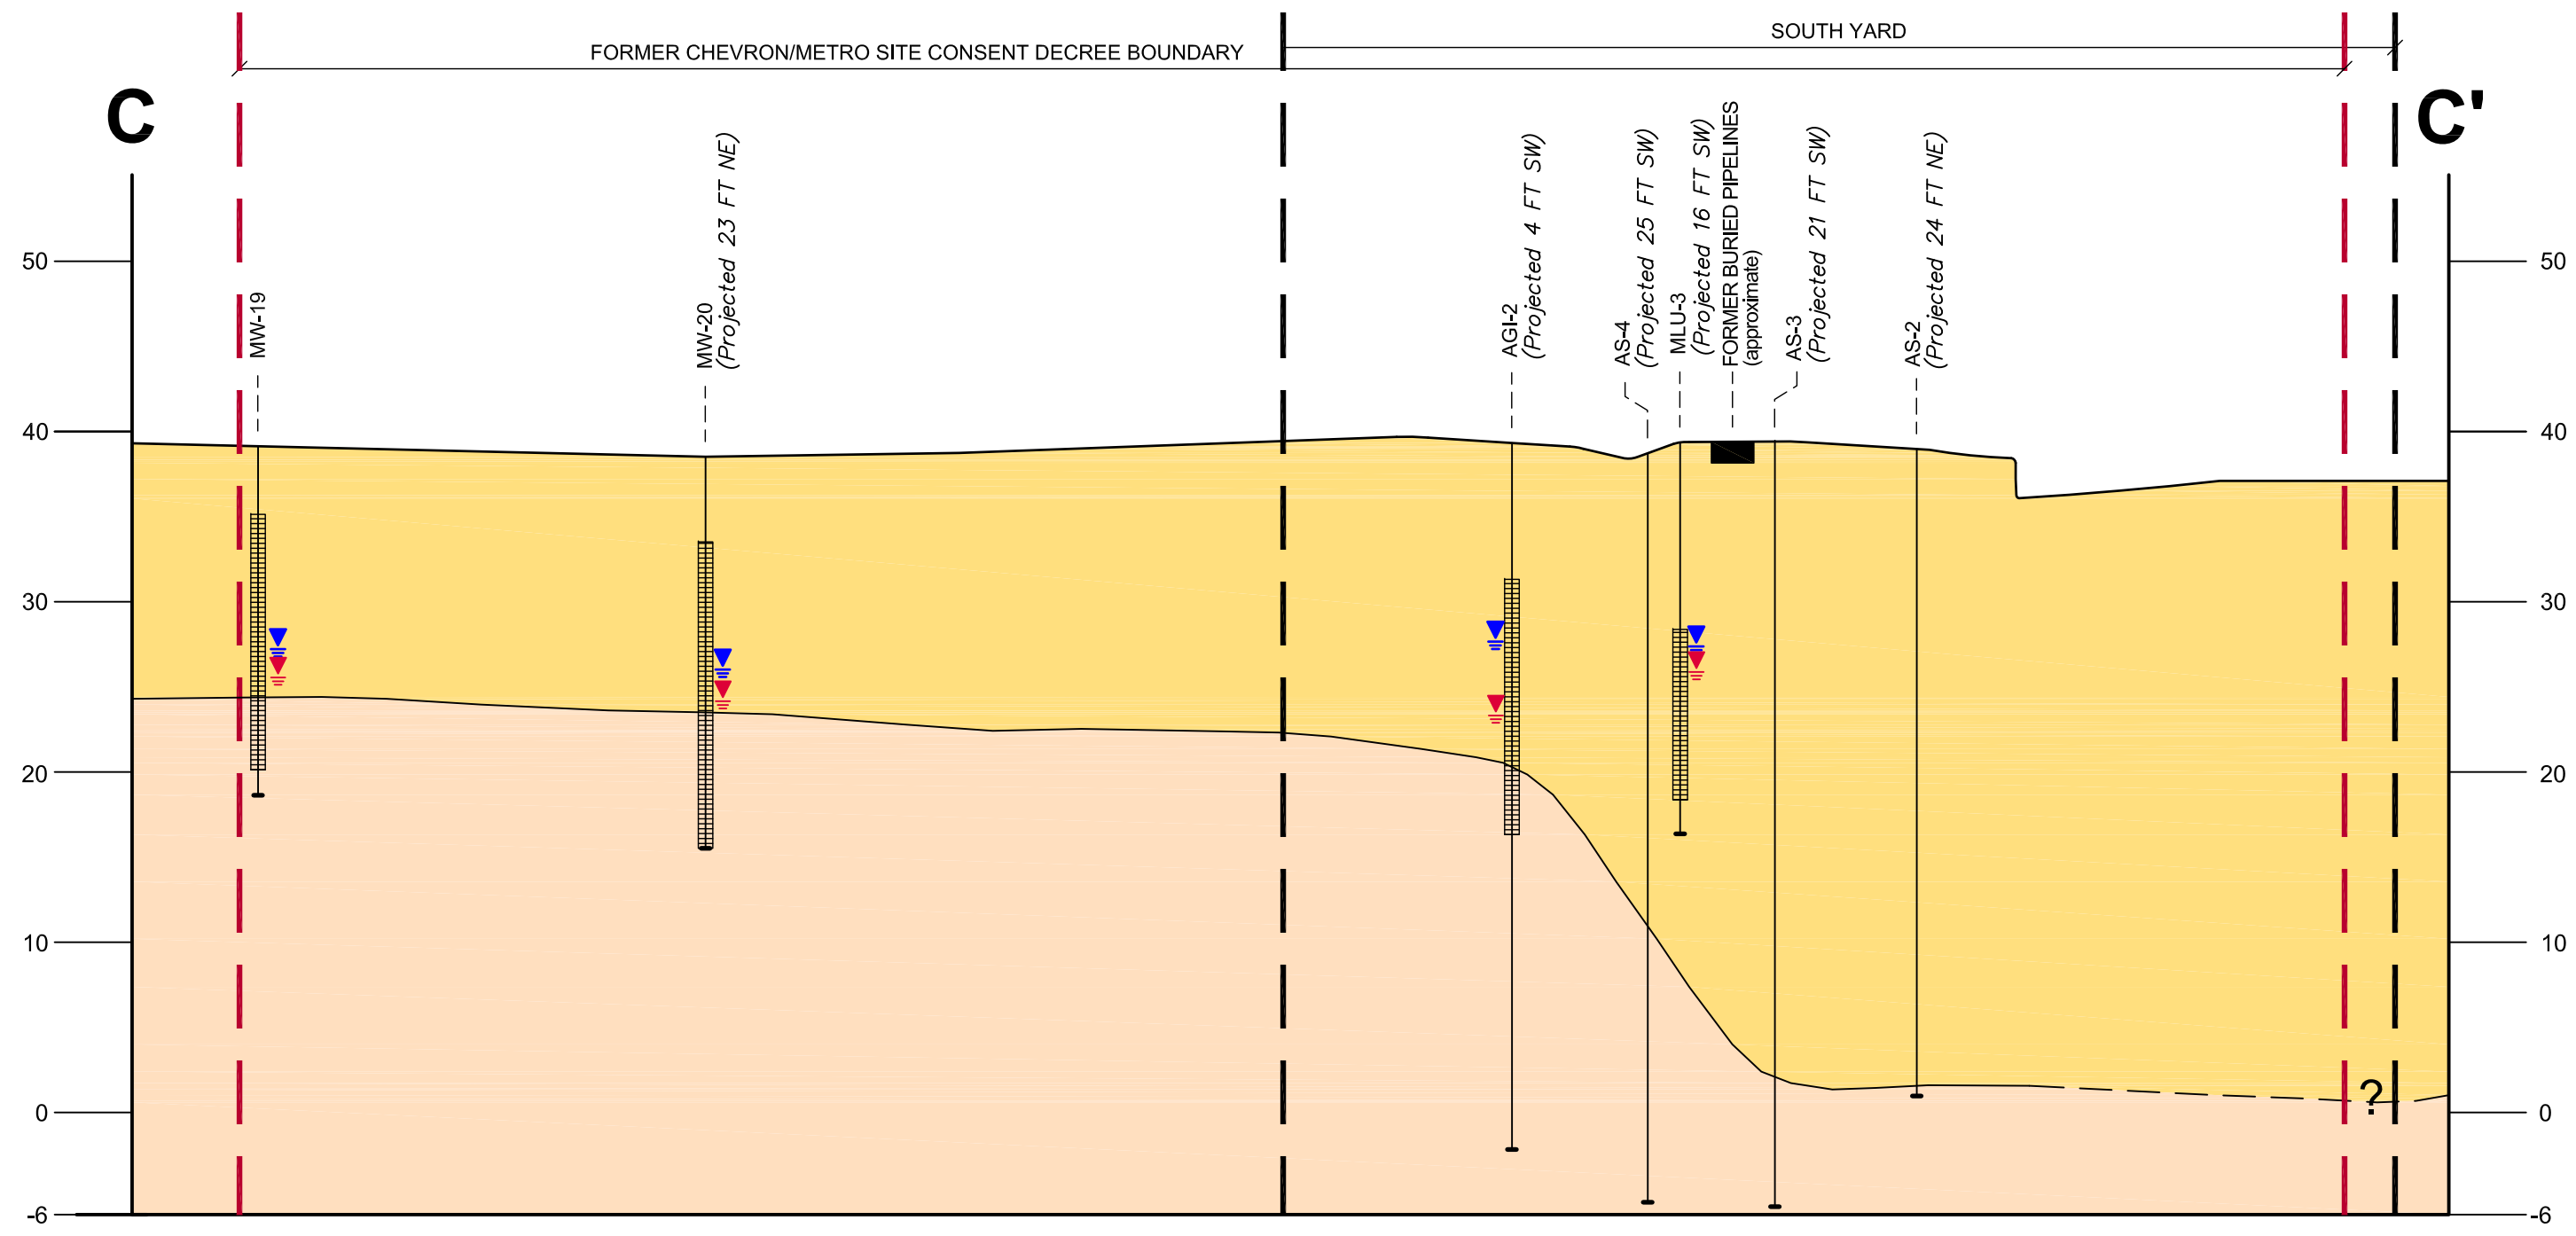 SOUTH YARD
FORMER CHEVRON/METRO SITE CONSENT DECREE BOUNDARY
C
C'
MW-19
MW-20
(Projected 23 FT NE)
AGI-2
(Projected 4 FT SW)
AS-4
(Projected 25 FT SW)
MLU-3
(Projected 16 FT SW)
FORMER BURIED PIPELINES
(approximate)
AS-3
(Projected 21 FT SW)
AS-2
(Projected 24 FT NE)
50
50
40
40
30
30
20
20
10
10
0
?
0
-6
-6